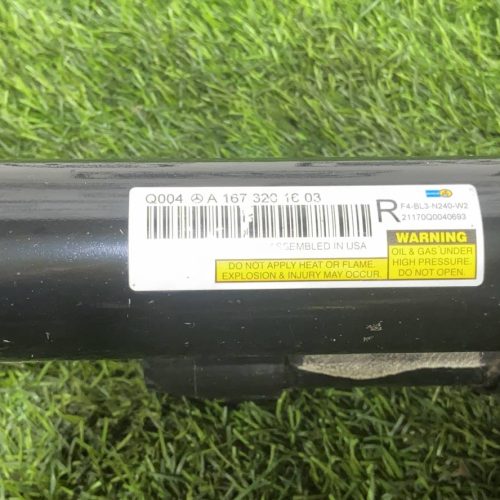 Q004 A 167 320 16 03
R
F4-BL3-N240-W2
21170Q0040693
ASSEMBLED IN USA
WARNING
OIL & GAS UNDER
HIGH PRESSURE.
DO NOT OPEN.
DO NOT APPLY HEAT OR FLAME.
EXPLOSION & INJURY MAY OCCUR.